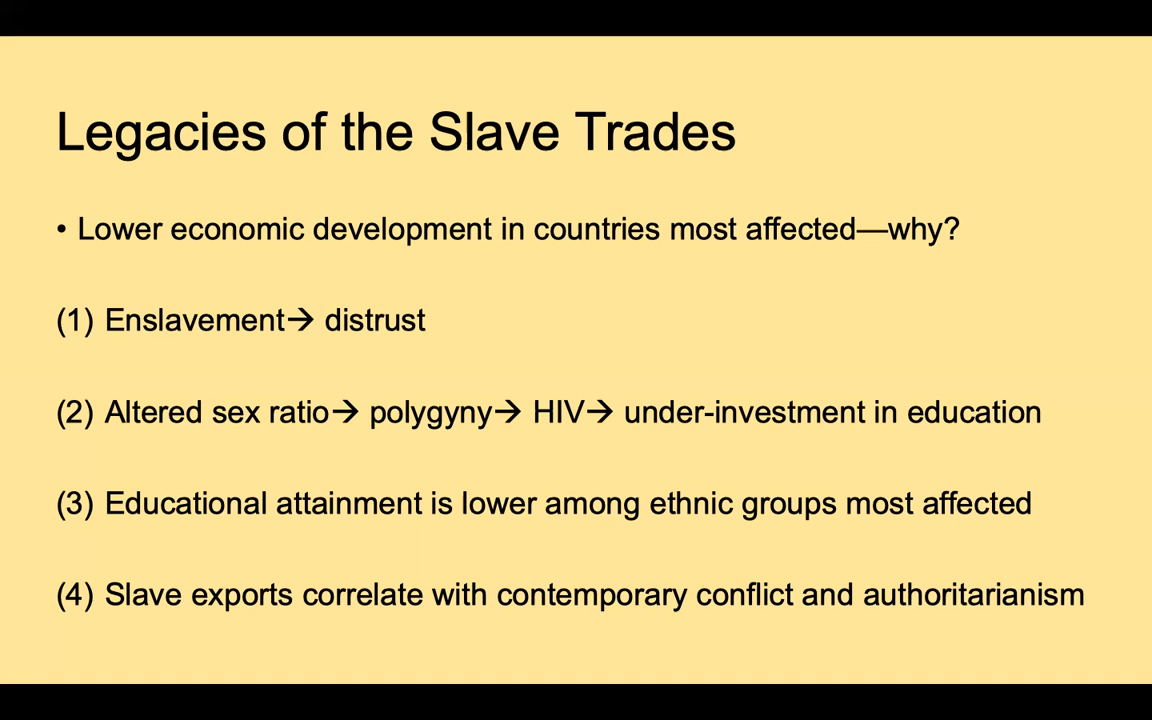 Legacies of the Slave Trades
• Lower economic development in countries most affected—why?
(1) Enslavement→ distrust
(2) Altered sex ratio→ polygyny→ HIV→ under-investment in education
(3) Educational attainment is lower among ethnic groups most affected
(4) Slave exports correlate with contemporary conflict and authoritarianism